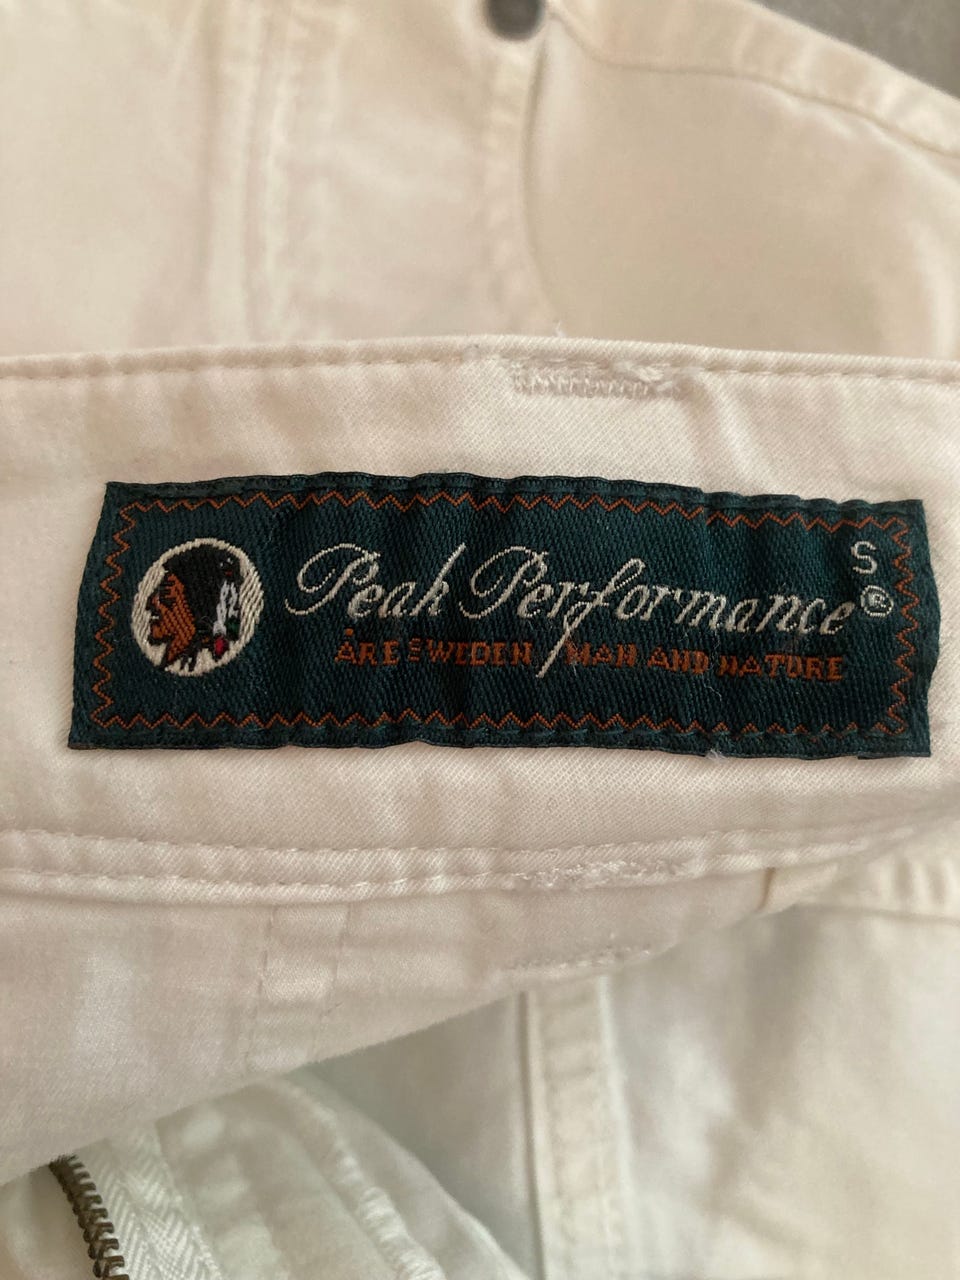 S
Peak Performance®
ÅRE SWEDEN MAN AND NATURE